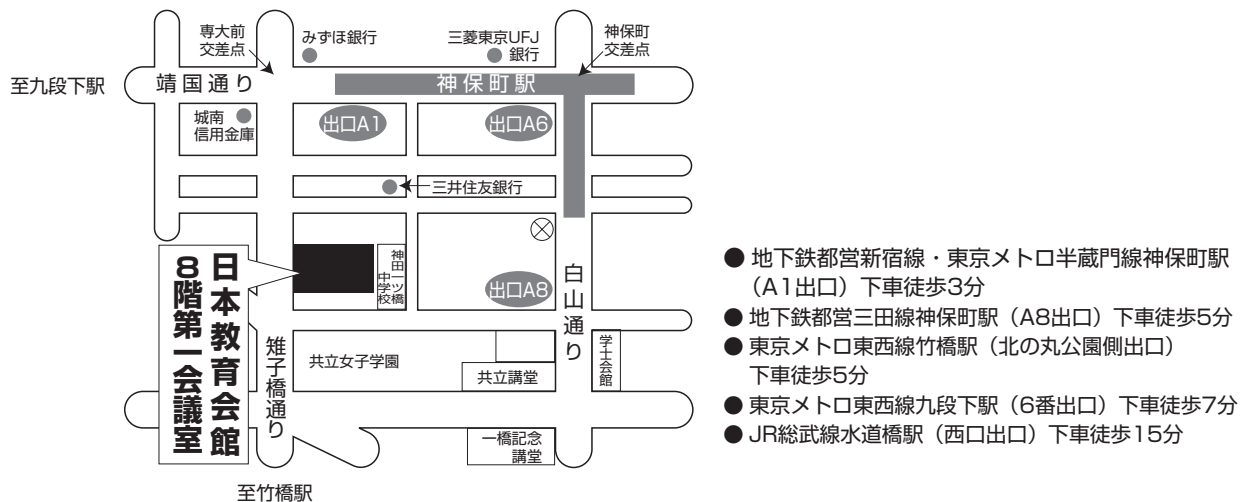 専大前
交差点
みずほ銀行
三菱東京UFJ
銀行
神保町
交差点
至九段下駅
靖国通り
神保町駅
城南
信用金庫
出口A1
出口A6
三井住友銀行
日本教育会館
8階第一会議室
神田一ツ橋
中学校
出口A8
白山通り
雉子橋通り
共立女子学園
共立講堂
学士会館
一橋記念
講堂
至竹橋駅
● 地下鉄都営新宿線・東京メトロ半蔵門線神保町駅
（A1出口）下車徒歩3分
● 地下鉄都営三田線神保町駅（A8出口）下車徒歩5分
● 東京メトロ東西線竹橋駅（北の丸公園側出口）
下車徒歩5分
● 東京メトロ東西線九段下駅（6番出口）下車徒歩7分
● JR総武線水道橋駅（西口出口）下車徒歩15分